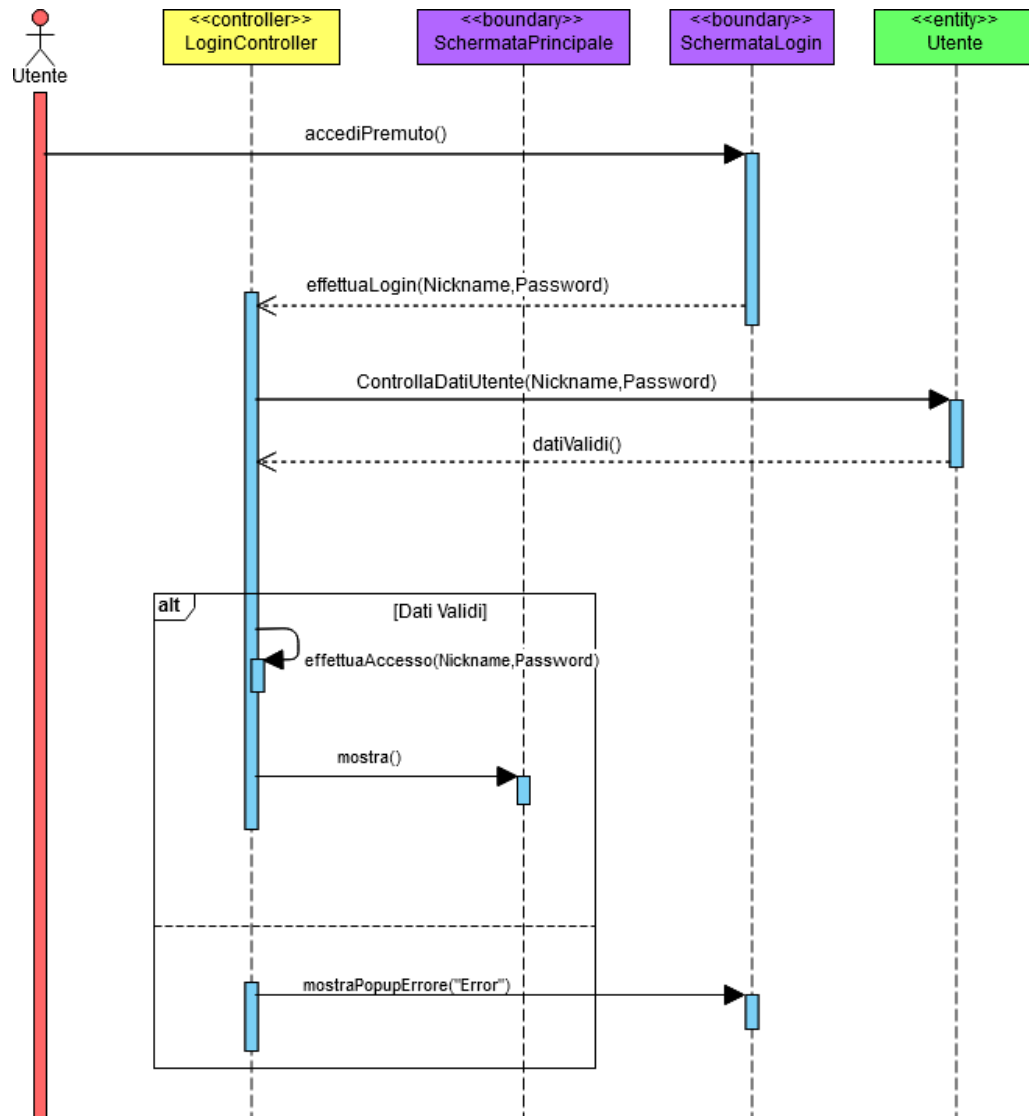 <<controller>>
LoginController
<<boundary>>
SchermataPrincipale
<<boundary>>
SchermataLogin
<<entity>>
Utente
Utente
accediPremuto()
effettuaLogin(Nickname,Password)
ControllaDatiUtente(Nickname,Password)
datiValidi()
alt
[Dati Validi]
effettuaAccesso(Nickname,Password)
mostra()
mostraPopupErrore("Error")